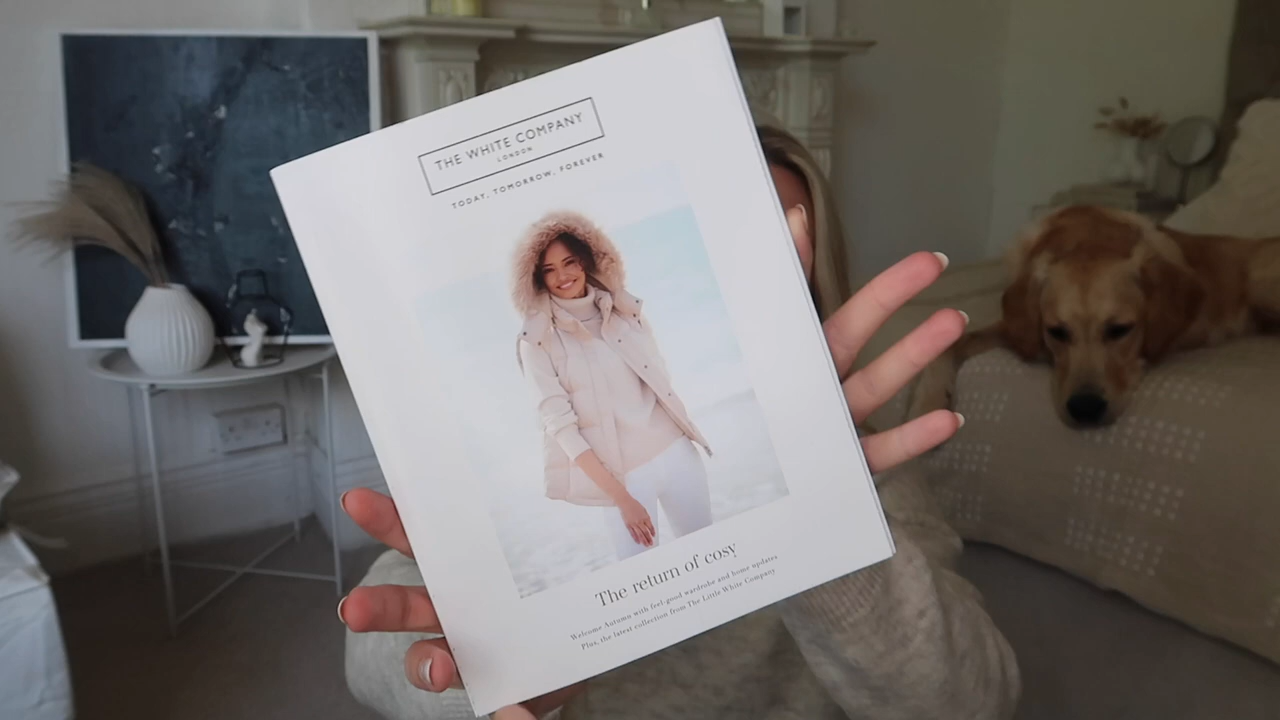 THE WHITE COMPANY
LONDON
TODAY, TOMORROW, FOREVER
The return of cosy
Welcome Autumn with feel-good wardrobe and home updates
Plus, the latest collection from The Little White Company